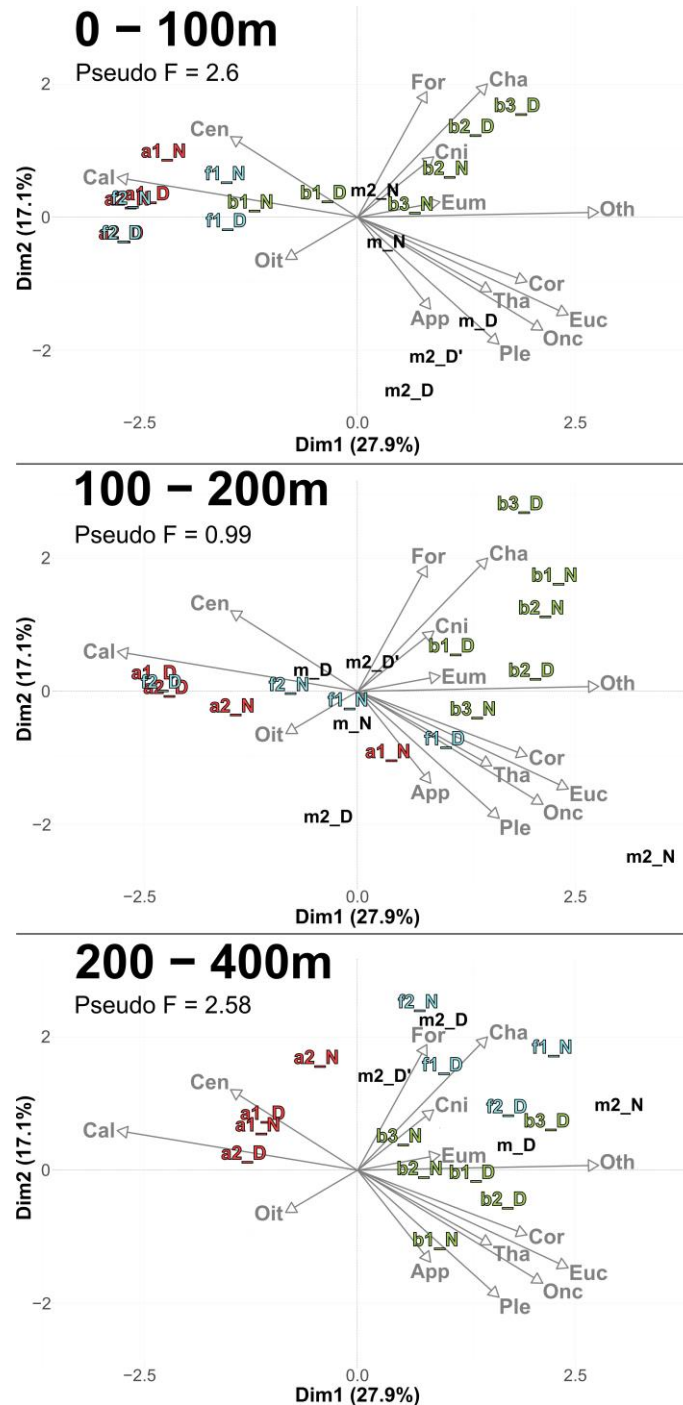 0 – 100m
Pseudo F = 2.6
2
For
Cha
b3_D
b2_D
a1_N
Cen
Cni
b2_N
Cal
f1_N
a1_D
f2_N
b1_N
b1_D
m2_N
b3_N
Eum
Oth
0
f2_D
f1_D
m_N
Oit
Cor
Tha
App
Euc
m_D
Onc
Ple
−2
m2_D'
m2_D
Dim2 (17.1%)
−2.5
0.0
2.5
Dim1 (27.9%)
100 – 200m
Pseudo F = 0.99
b3_D
2
For
Cha
b1_N
Cen
b2_N
Cni
b1_D
Cal
a1_D
m_D
m2_D'
b2_D
f2_D
a2_D
f2_N
Eum
Oth
0
f1_N
a2_N
b3_N
Oit
m_N
f1_D
a1_N
Cor
Tha
App
Euc
Onc
Ple
m2_D
−2
m2_N
Dim2 (17.1%)
−2.5
0.0
2.5
Dim1 (27.9%)
200 – 400m
Pseudo F = 2.58
f2_N
m2_D
2
For
Cha
f1_N
a2_N
f1_D
m2_D'
Cen
Cni
f2_D
m2_N
a1_D
a1_N
b3_D
Cal
b3_N
m_D
a2_D
Eum
Oth
0
b2_N
b1_D
b2_D
Oit
b1_N
Cor
Tha
App
Euc
Onc
Ple
−2
Dim2 (17.1%)
−2.5
0.0
2.5
Dim1 (27.9%)